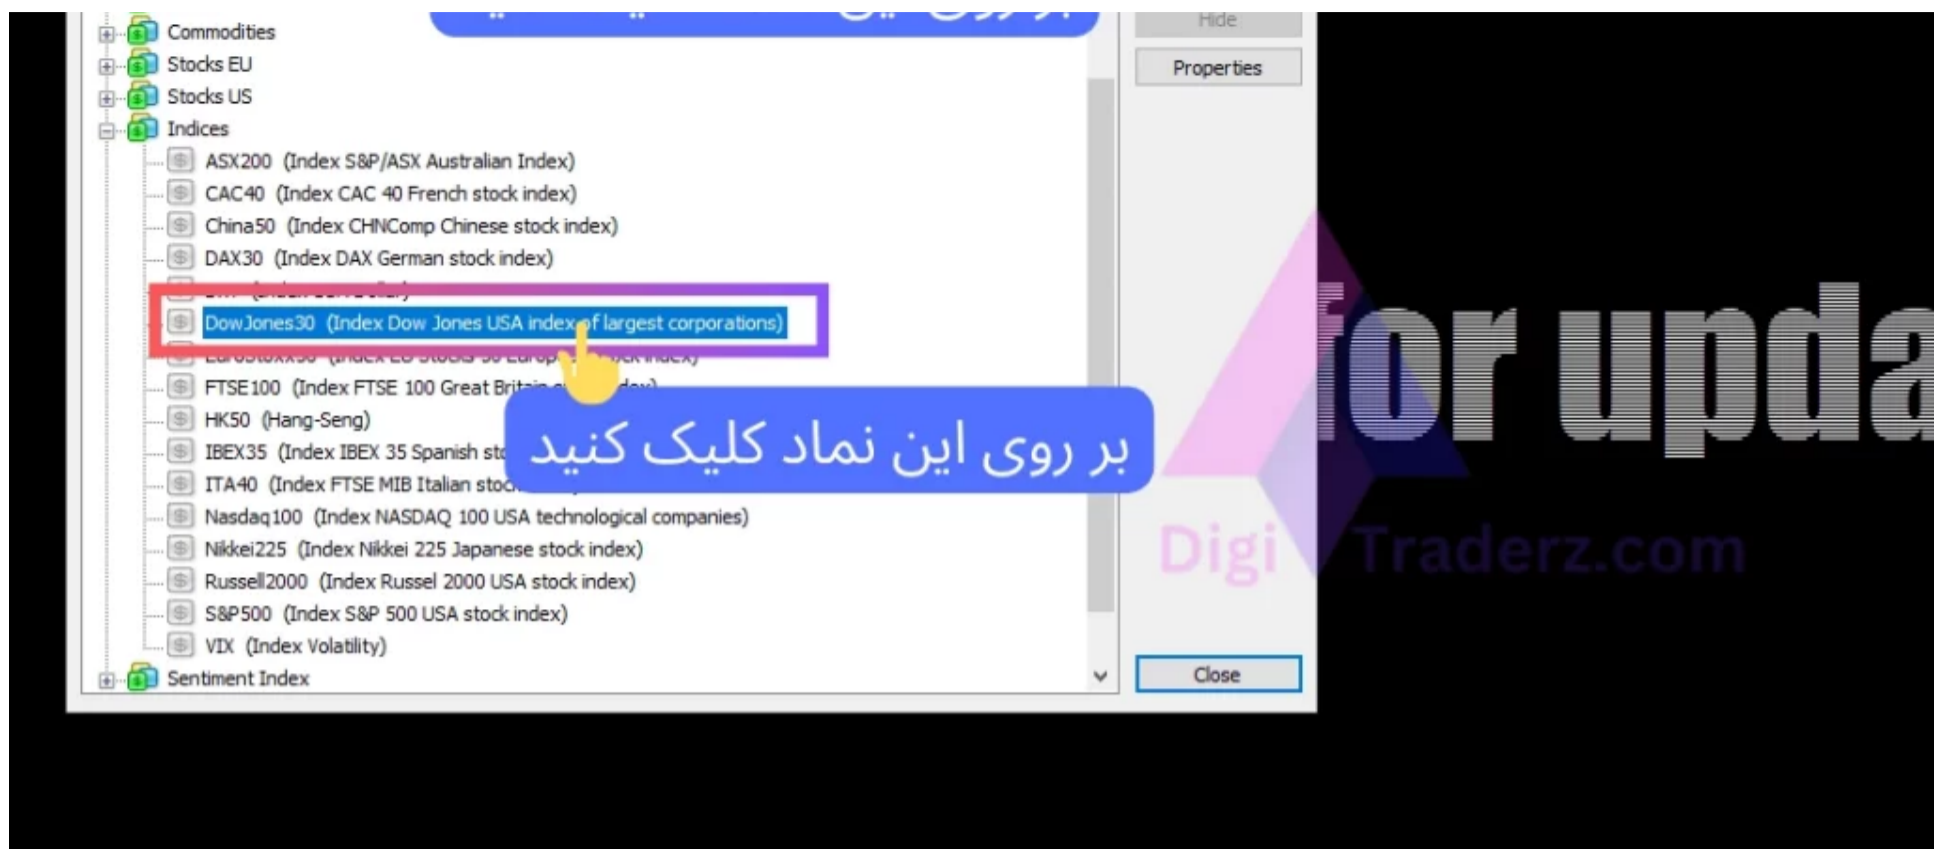 Hide
Commodities
Stocks EU
Properties
Stocks US
Indices
ASX200 (Index S&P/ASX Australian Index)
CAC40 (Index CAC 40 French stock index)
China50 (Index CHNComp Chinese stock index)
DAX30 (Index DAX German stock index)
DowJones30 (Index Dow Jones USA index of largest corporations)
for upda
FTSE100 (Index FTSE 100 Great Britain
HK50 (Hang-Seng)
بر روی این نماد کلیک کنید
IBEX35 (Index IBEX 35 Spanish
ITA40 (Index FTSE MIB Italian
Nasdaq100 (Index NASDAQ 100 USA technological companies)
Nikkei225 (Index Nikkei 225 Japanese stock index)
Digi Traderz.com
Russell2000 (Index Russel 2000 USA stock index)
S&P500 (Index S&P 500 USA stock index)
VIX (Index Volatility)
Sentiment Index
Close